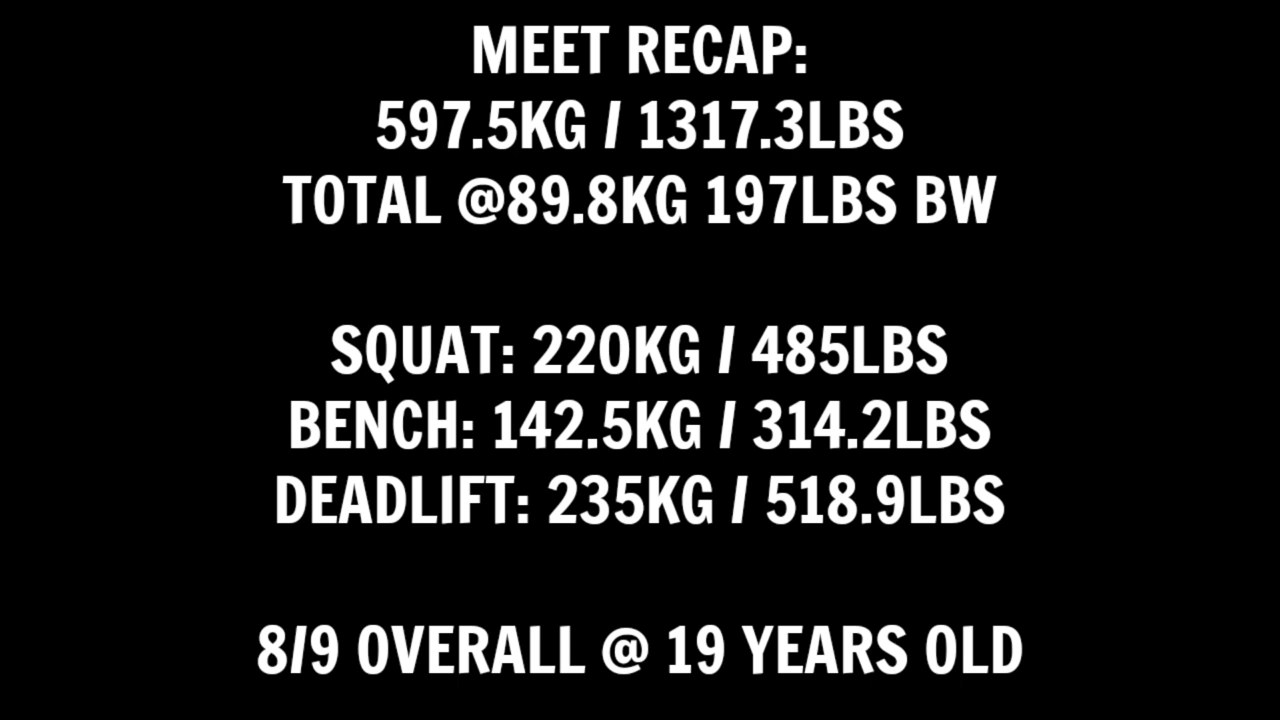 MEET RECAP:
597.5KG / 1317.3LBS
TOTAL @89.8KG 197LBS BW
SQUAT: 220KG / 485LBS
BENCH: 142.5KG / 314.2LBS
DEADLIFT: 235KG / 518.9LBS
8/9 OVERALL @ 19 YEARS OLD